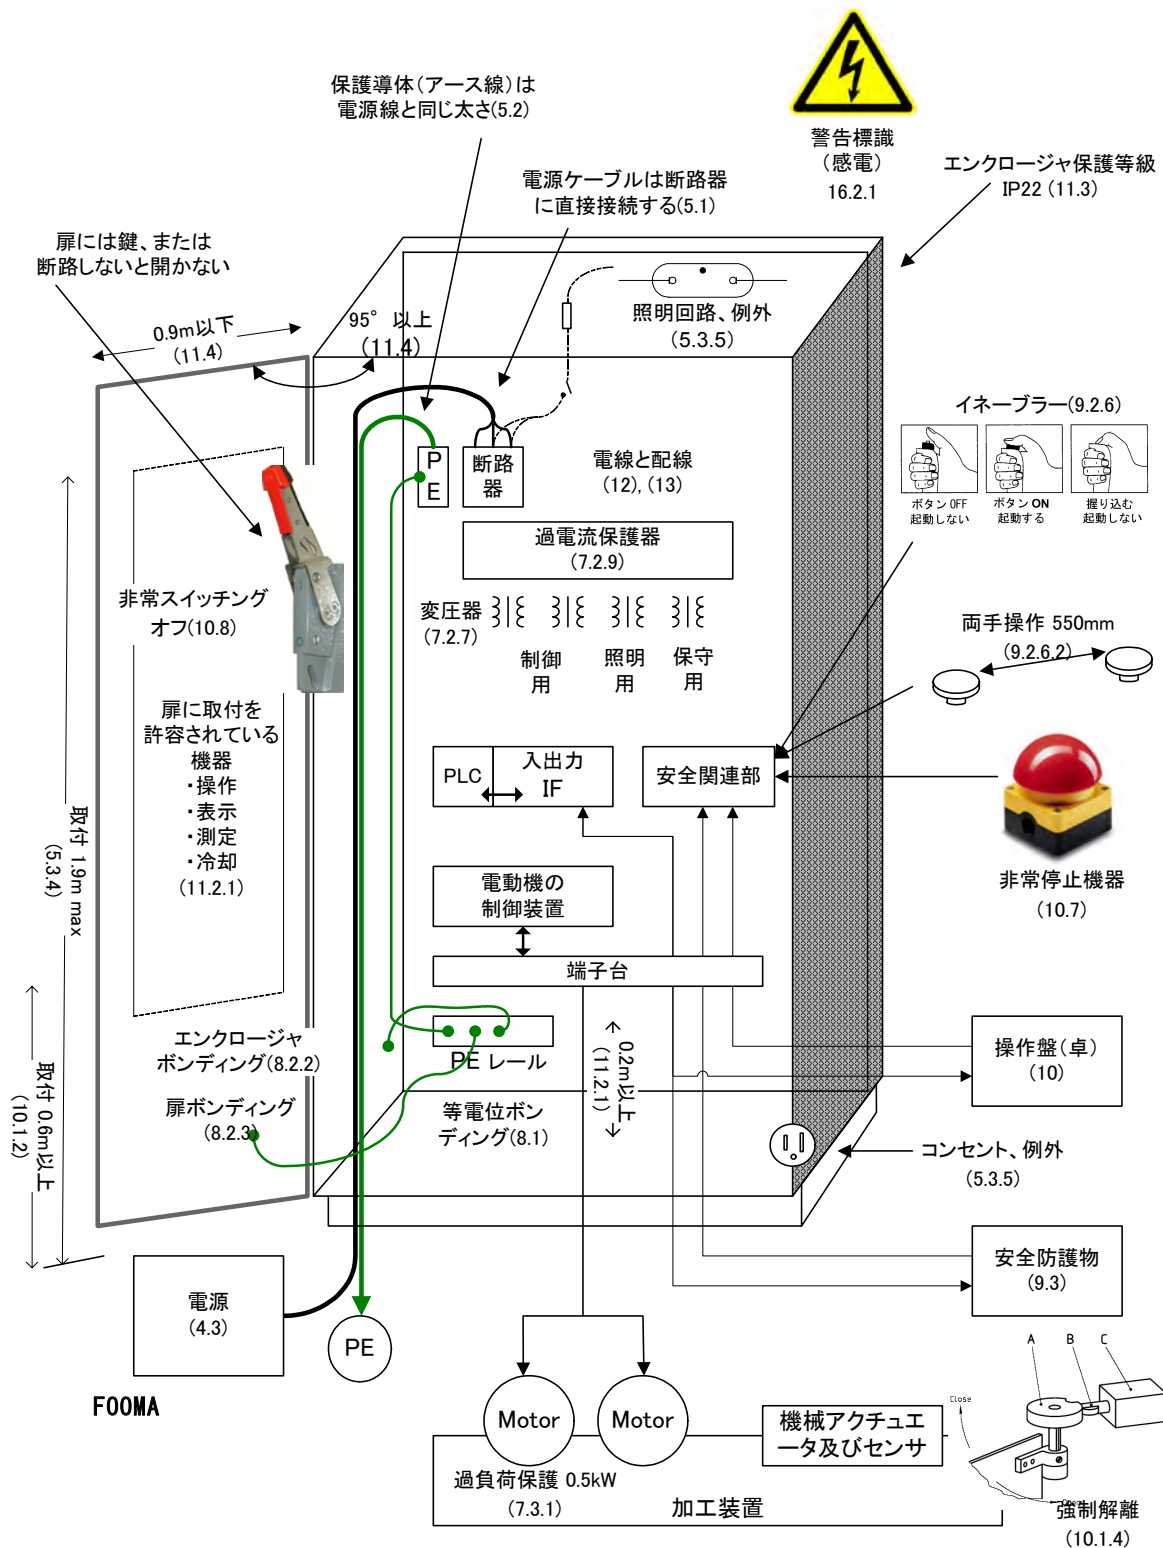 保護導体(アース線)は
電源線と同じ太さ(5.2)
警告標識
(感電)
16.2.1
エンクロージャ保護等級
IP22 (11.3)
電源ケーブルは断路器
に直接接続する(5.1)
扉には鍵、または
断路しないと開かない
0.9m以下
(11.4)
95° 以上
(11.4)
照明回路、例外
(5.3.5)
イネーブラー(9.2.6)
ボタン OFF
起動しない
ボタン ON
起動する
握り込む
起動しない
P
E
断路
器
電線と配線
(12), (13)
過電流保護器
(7.2.9)
変圧器
(7.2.7)
制御
用
照明
用
保守
用
非常スイッチング
オフ(10.8)
両手操作 550mm
(9.2.6.2)
扉に取付を
許容されている
機器
・操作
・表示
・測定
・冷却
(11.2.1)
PLC
入出力
IF
安全関連部
非常停止機器
(10.7)
取付 1.9m max
(5.3.4)
電動機の
制御装置
端子台
エンクロージャ
ボンディング(8.2.2)
PE レール
0.2m以上
(11.2.1)
操作盤(卓)
(10)
取付 0.6m以上
(10.1.2)
扉ボンディング
(8.2.3)
等電位ボン
ディング(8.1)
コンセント、例外
(5.3.5)
電源
(4.3)
PE
安全防護物
(9.3)
FOOMA
Motor
Motor
機械アクチュエ
ータ及びセンサ
A
B
C
Close
Open
過負荷保護 0.5kW
(7.3.1)
加工装置
強制解離
(10.1.4)